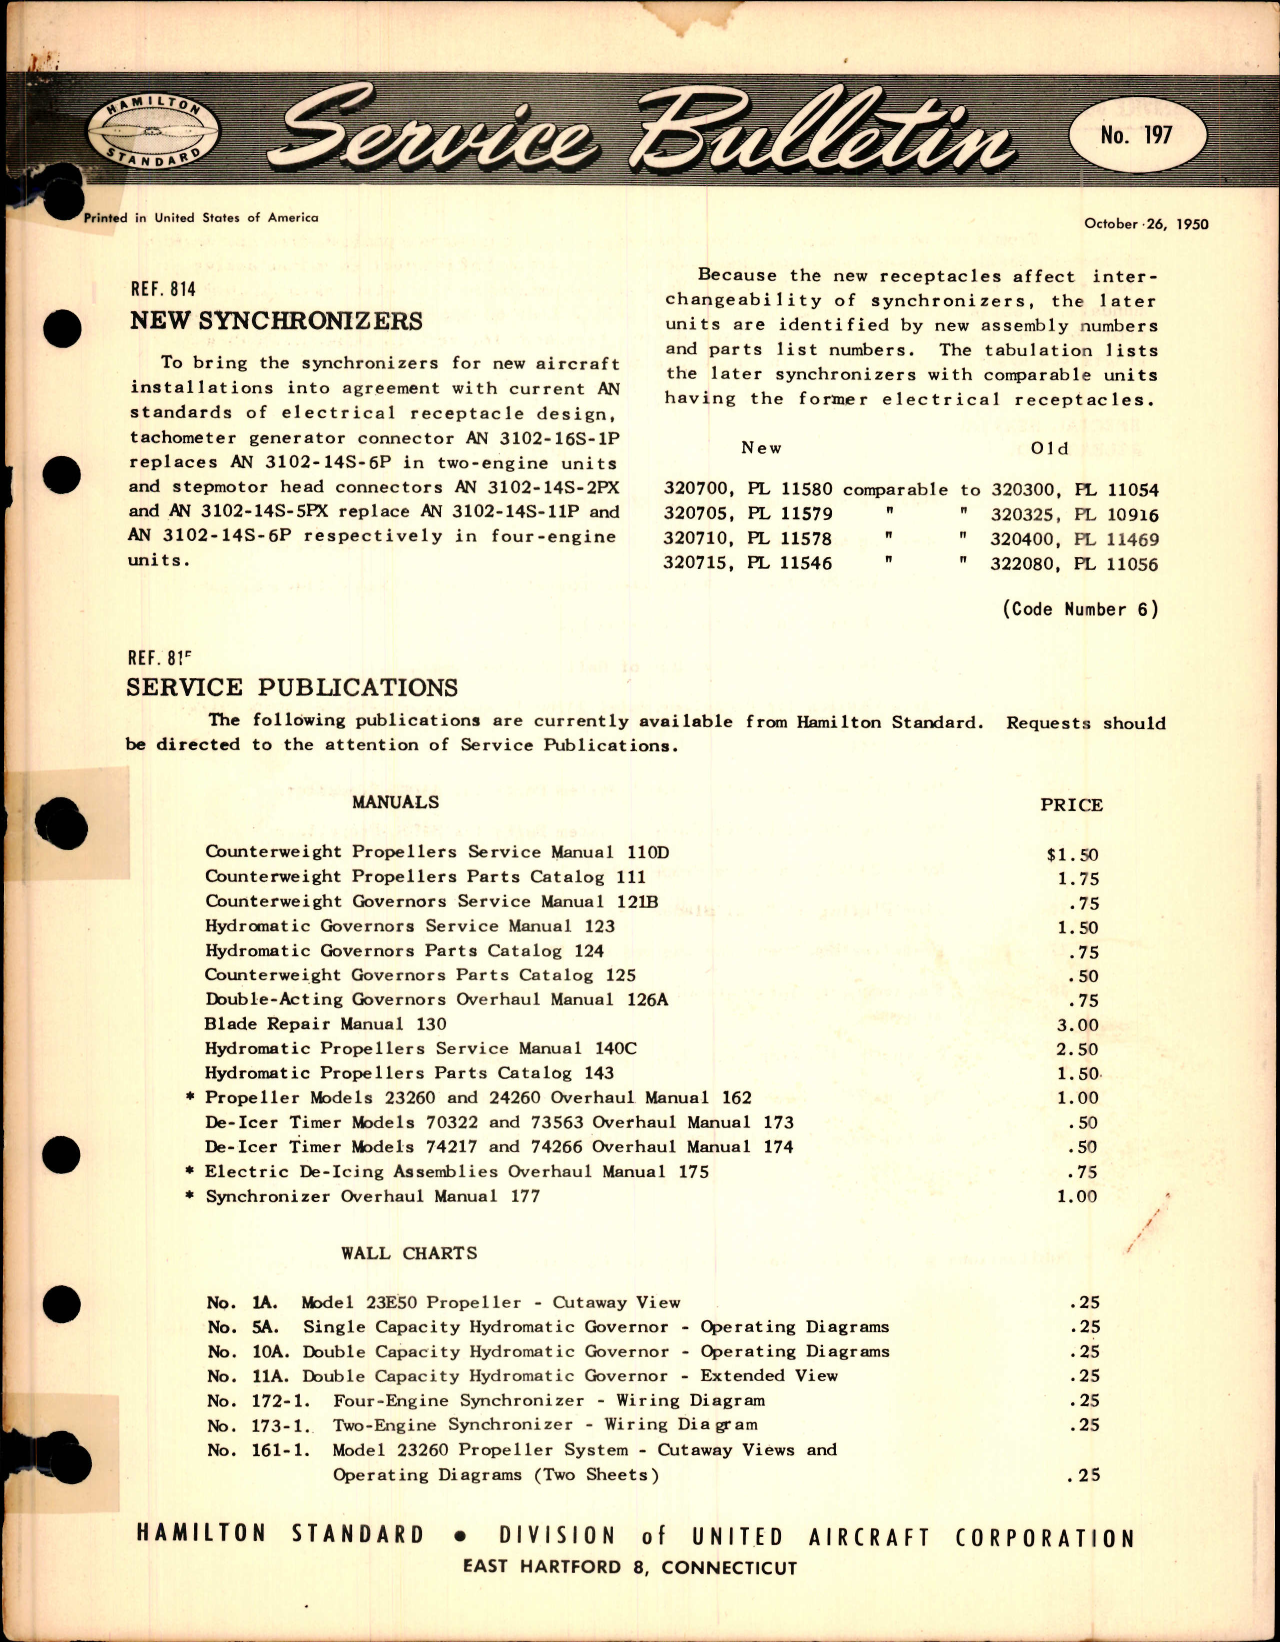 HAMILTON
STANDARD
Service Bulletin
No. 197
Printed in United States of America
October 26, 1950
REF. 814
NEW SYNCHRONIZERS
To bring the synchronizers for new aircraft
installations into agreement with current AN
standards of electrical receptacle design,
tachometer generator connector AN 3102-16S-1P
replaces AN 3102-14S-6P in two-engine units
and stepmotor head connectors AN 3102-14S-2PX
and AN 3102-14S-5PX replace AN 3102-14S-11P and
AN 3102-14S-6P respectively in four-engine
units.
Because the new receptacles affect inter-
changeability of synchronizers, the later
units are identified by new assembly numbers
and parts list numbers. The tabulation lists
the later synchronizers with comparable units
having the former electrical receptacles.
New Old
320700, PL 11580 comparable to 320300, PL 11054
320705, PL 11579 " " 320325, PL 10916
320710, PL 11578 " " 320400, PL 11469
320715, PL 11546 " " 322080, PL 11056
(Code Number 6)
REF.
SERVICE PUBLICATIONS
The following publications are currently available from Hamilton Standard. Requests should
be directed to the attention of Service Publications.
MANUALS PRICE
Counterweight Propellers Service Manual 110D $1.50
Counterweight Propellers Parts Catalog 111 1.75
Counterweight Governors Service Manual 121B .75
Hydromatic Governors Service Manual 123 1.50
Hydromatic Governors Parts Catalog 124 .75
Counterweight Governors Parts Catalog 125 .50
Double-Acting Governors Overhaul Manual 126A .75
Blade Repair Manual 130 3.00
Hydromatic Propellers Service Manual 140C 2.50
Hydromatic Propellers Parts Catalog 143 1.50
* Propeller Models 23260 and 24260 Overhaul Manual 162 1.00
De-Icer Timer Models 70322 and 73563 Overhaul Manual 173 .50
De-Icer Timer Models 74217 and 74266 Overhaul Manual 174 .50
* Electric De-Icing Assemblies Overhaul Manual 175 .75
* Synchronizer Overhaul Manual 177 1.00
WALL CHARTS
No. 1A. Model 23E50 Propeller - Cutaway View .25
No. 5A. Single Capacity Hydromatic Governor - Operating Diagrams .25
No. 10A. Double Capacity Hydromatic Governor - Operating Diagrams .25
No. 11A. Double Capacity Hydromatic Governor - Extended View .25
No. 172-1. Four-Engine Synchronizer - Wiring Diagram .25
No. 173-1. Two-Engine Synchronizer - Wiring Diagram .25
No. 161-1. Model 23260 Propeller System - Cutaway Views and
Operating Diagrams (Two Sheets) .25
HAMILTON STANDARD • DIVISION of UNITED AIRCRAFT CORPORATION
EAST HARTFORD 8, CONNECTICUT